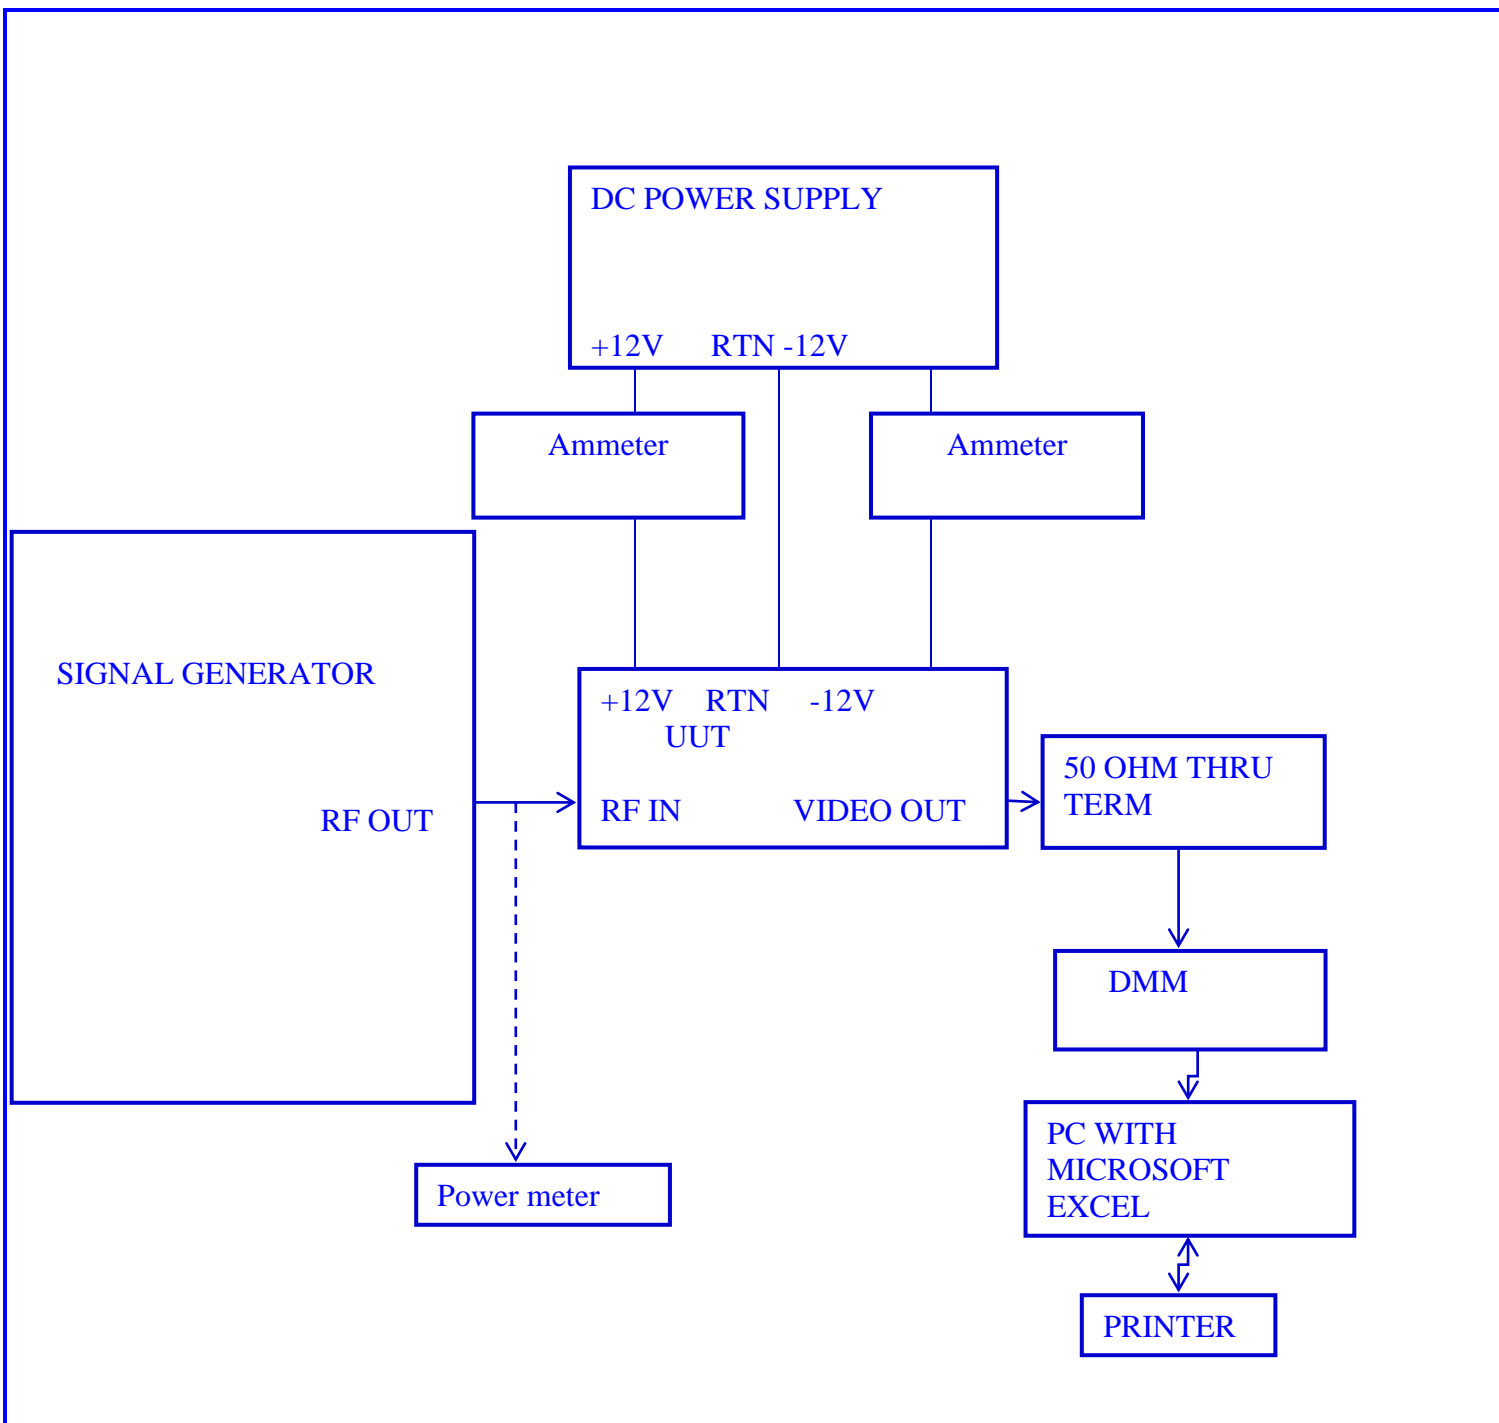 DC POWER SUPPLY
+12V RTN -12V
Ammeter
Ammeter
SIGNAL GENERATOR
RF OUT
+12V RTN -12V
UUT
RF IN VIDEO OUT
50 OHM THRU
TERM
DMM
PC WITH
MICROSOFT
EXCEL
Power meter
PRINTER